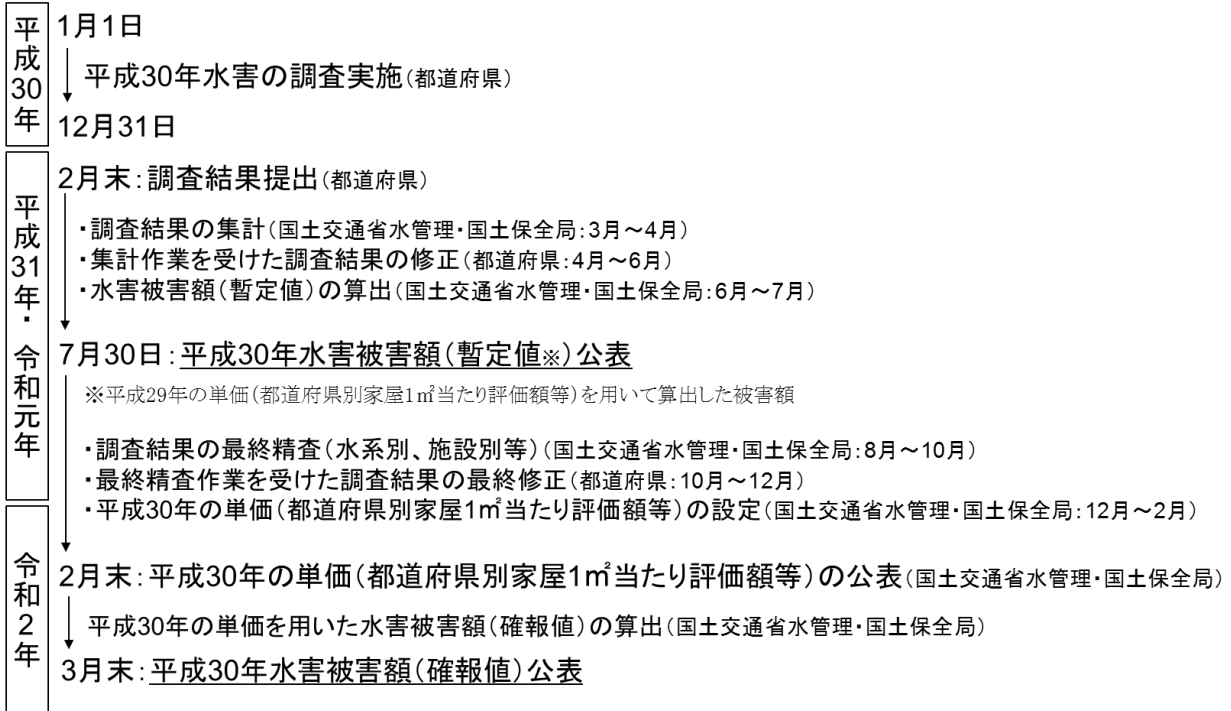 平成30年
1月1日
平成30年水害の調査実施(都道府県)
12月31日
平成31年・令和元年
2月末:調査結果提出(都道府県)
・調査結果の集計(国土交通省水管理・国土保全局:3月~4月)
・集計作業を受けた調査結果の修正(都道府県:4月~6月)
・水害被害額(暫定値)の算出(国土交通省水管理・国土保全局:6月~7月)
7月30日:平成30年水害被害額(暫定値※)公表
※平成29年の単価(都道府県別家屋1㎡当たり評価額等)を用いて算出した被害額
・調査結果の最終精査(水系別、施設別等)(国土交通省水管理・国土保全局:8月~10月)
・最終精査作業を受けた調査結果の最終修正(都道府県:10月~12月)
・平成30年の単価(都道府県別家屋1㎡当たり評価額等)の設定(国土交通省水管理・国土保全局:12月~2月)
令和2年
2月末:平成30年の単価(都道府県別家屋1㎡当たり評価額等)の公表(国土交通省水管理・国土保全局)
平成30年の単価を用いた水害被害額(確報値)の算出(国土交通省水管理・国土保全局)
3月末:平成30年水害被害額(確報値)公表